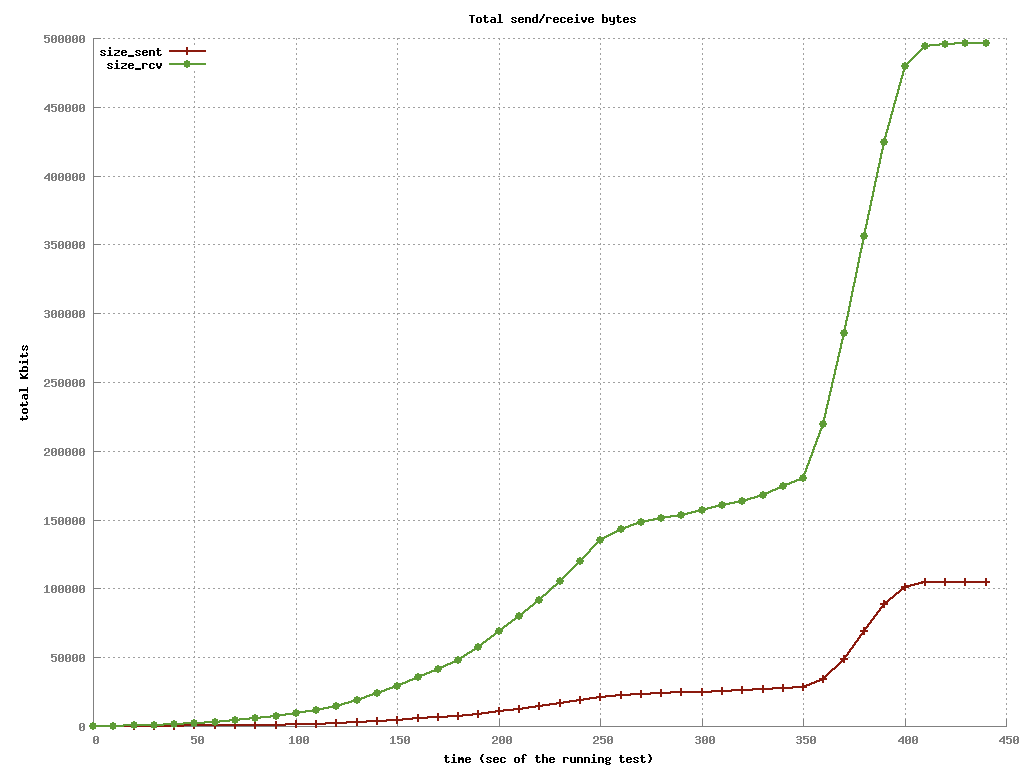 Total send/receive bytes
size_sent
size_rcv
500000
450000
400000
350000
300000
250000
200000
150000
100000
50000
0
total Kbits
0 50 100 150 200 250 300 350 400 450
time (sec of the running test)